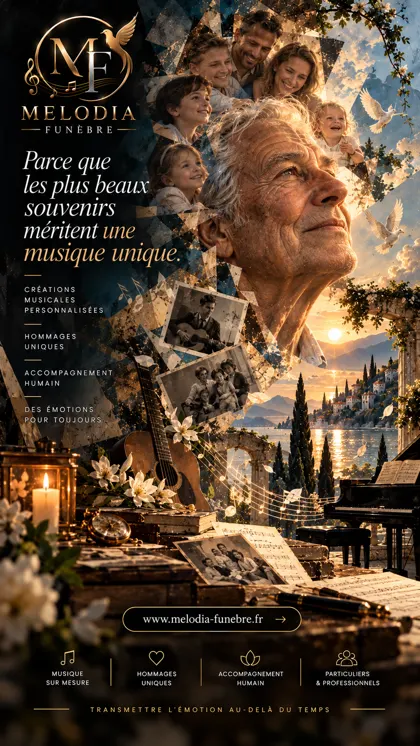 MF
MELODIA
FUNÈBRE
Parce que
les plus beaux
souvenirs
méritent une
musique unique.
CRÉATIONS
MUSICALES
PERSONNALISÉES
HOMMAGES
UNIQUES
ACCOMPAGNEMENT
HUMAIN
DES ÉMOTIONS
POUR TOUJOURS
www.melodia-funebre.fr →
MUSIQUE
SUR MESURE
HOMMAGES
UNIQUES
ACCOMPAGNEMENT
HUMAIN
PARTICULIERS
& PROFESSIONNELS
TRANSMETTRE L'ÉMOTION AU-DELÀ DU TEMPS